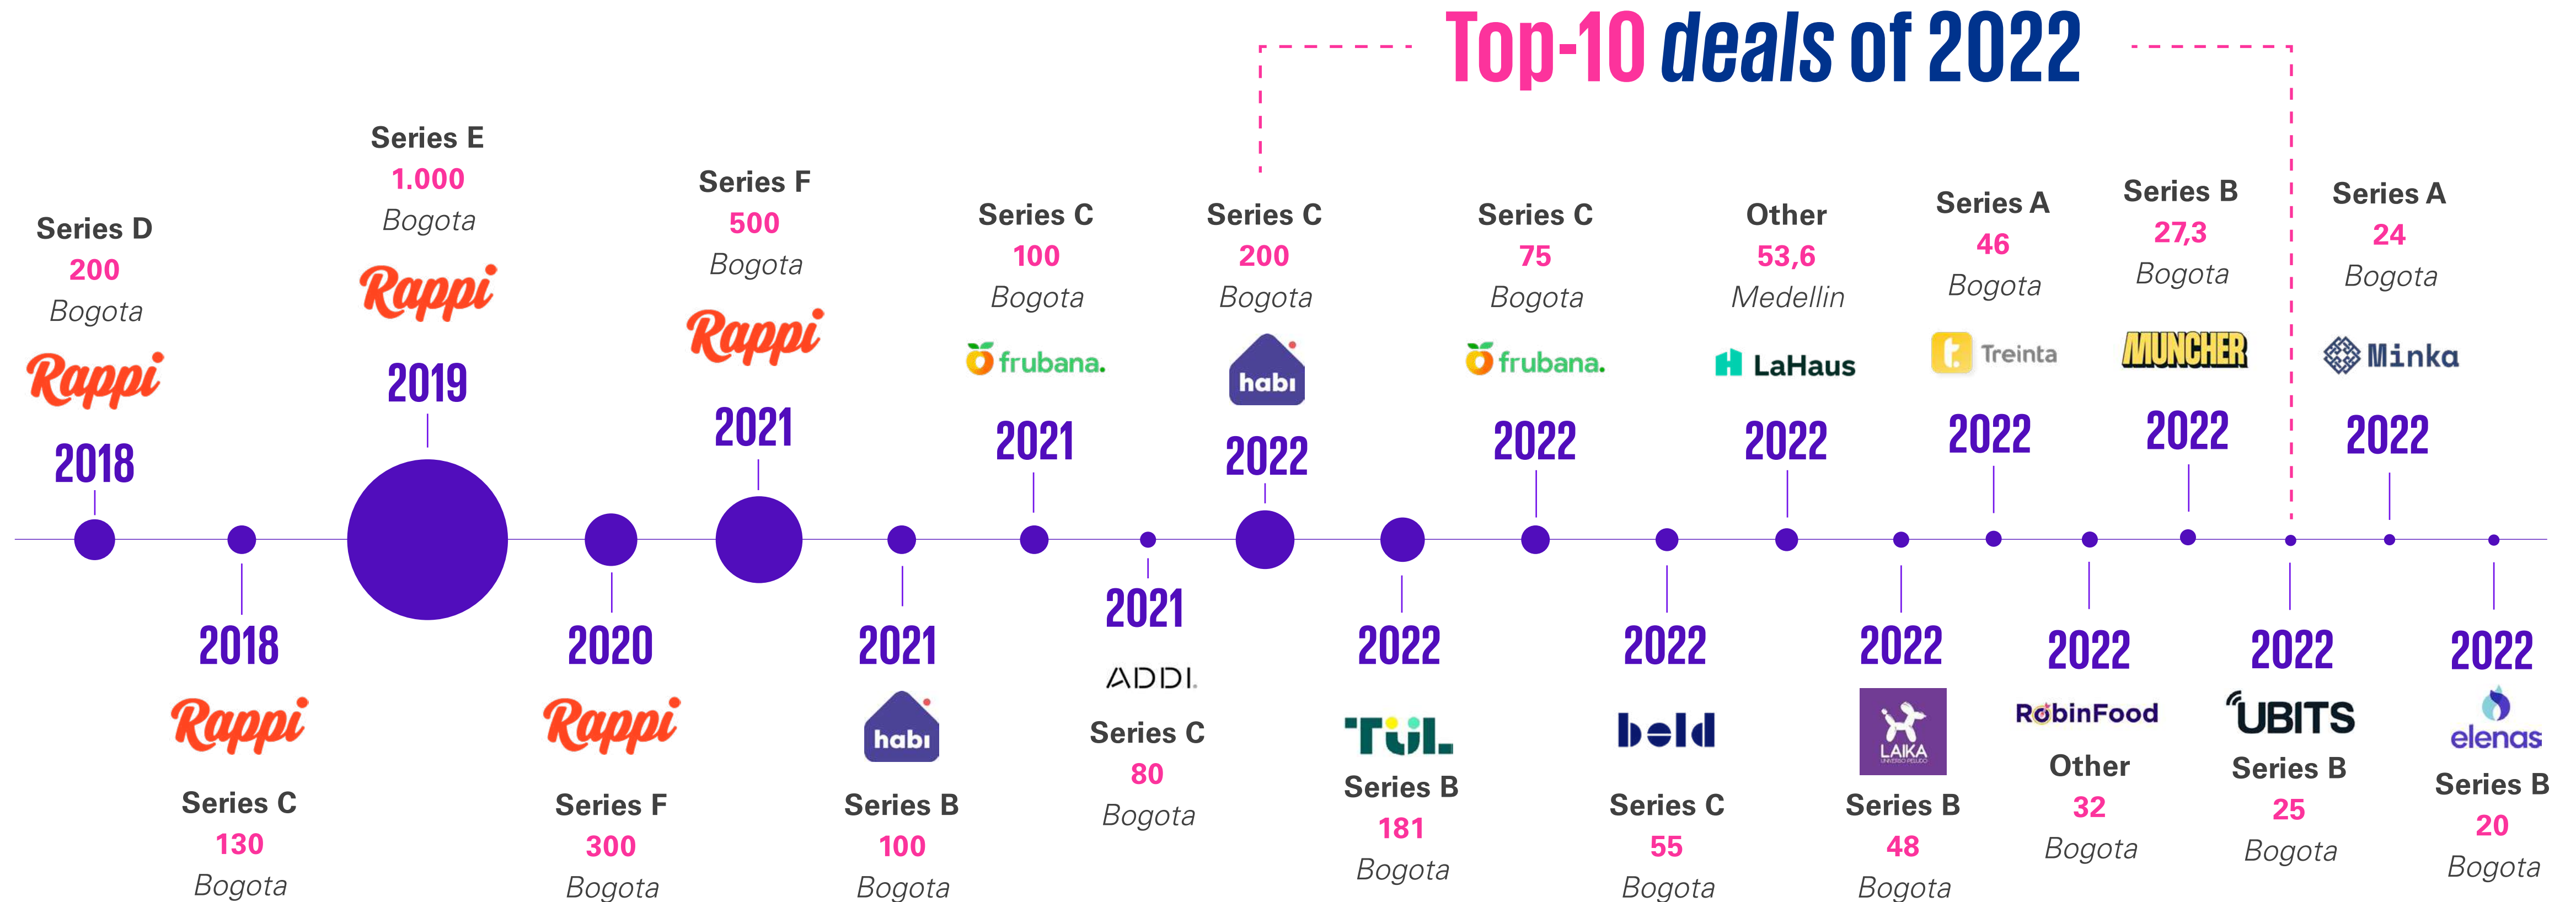 Top-10 deals of 2022
Series D
200
Bogota
Rappi
2018
2018
Rappi
Series C
130
Bogota
Series E
1.000
Bogota
Rappi
2019
2020
Rappi
Series F
300
Bogota
Series F
500
Bogota
Rappi
2021
2021
habi
Series B
100
Bogota
Series C
100
Bogota
frubana.
2021
2021
ADDI.
Series C
80
Bogota
Series C
200
Bogota
habi
2022
2022
TÜL
Series B
181
Bogota
Series C
75
Bogota
frubana.
2022
2022
bold
Series C
55
Bogota
Other
53,6
Medellin
LaHaus
2022
2022
LAIKA
UNIVERSO PELUDO
Series B
48
Bogota
Series A
46
Bogota
t.
Treinta
2022
2022
RobinFood
Other
32
Bogota
Series B
27,3
Bogota
MUNCHER
2022
2022
UBITS
Series B
25
Bogota
Series A
24
Bogota
Minka
2022
2022
elenas
Series B
20
Bogota